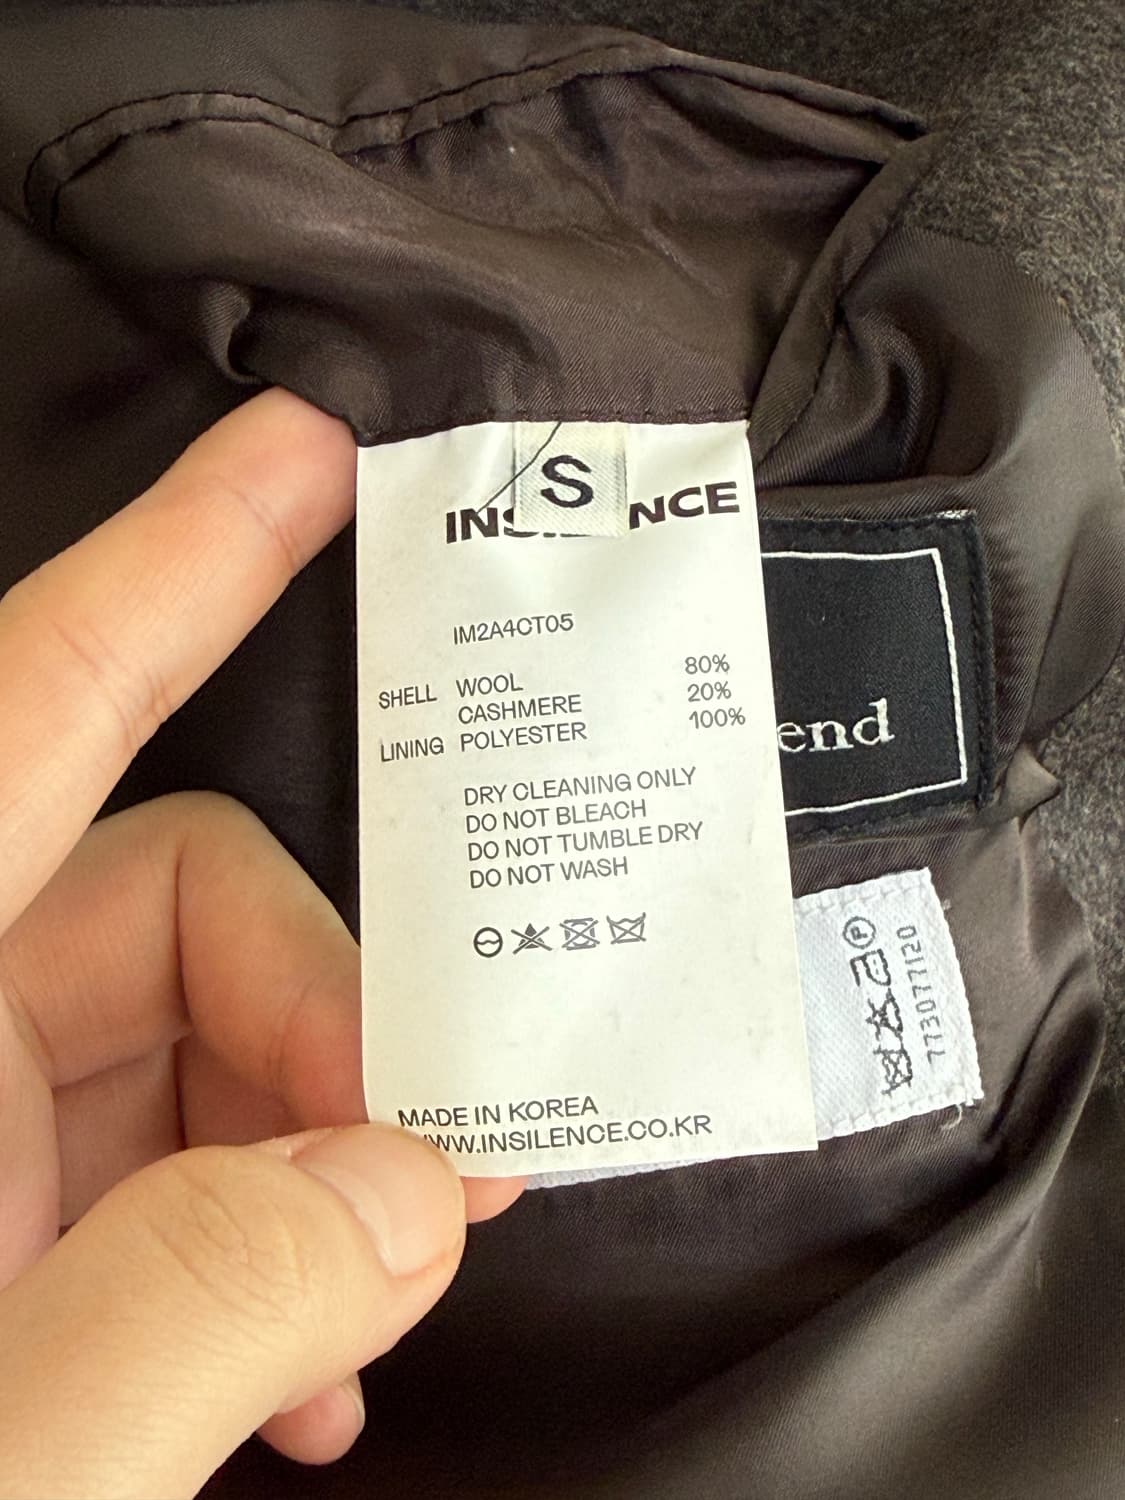 S
INSILENCE
IM2A4CT05
SHELL WOOL 80%
CASHMERE 20%
LINING POLYESTER 100%
DRY CLEANING ONLY
DO NOT BLEACH
DO NOT TUMBLE DRY
DO NOT WASH
MADE IN KOREA
WWW.INSILENCE.CO.KR
end
P
773077120